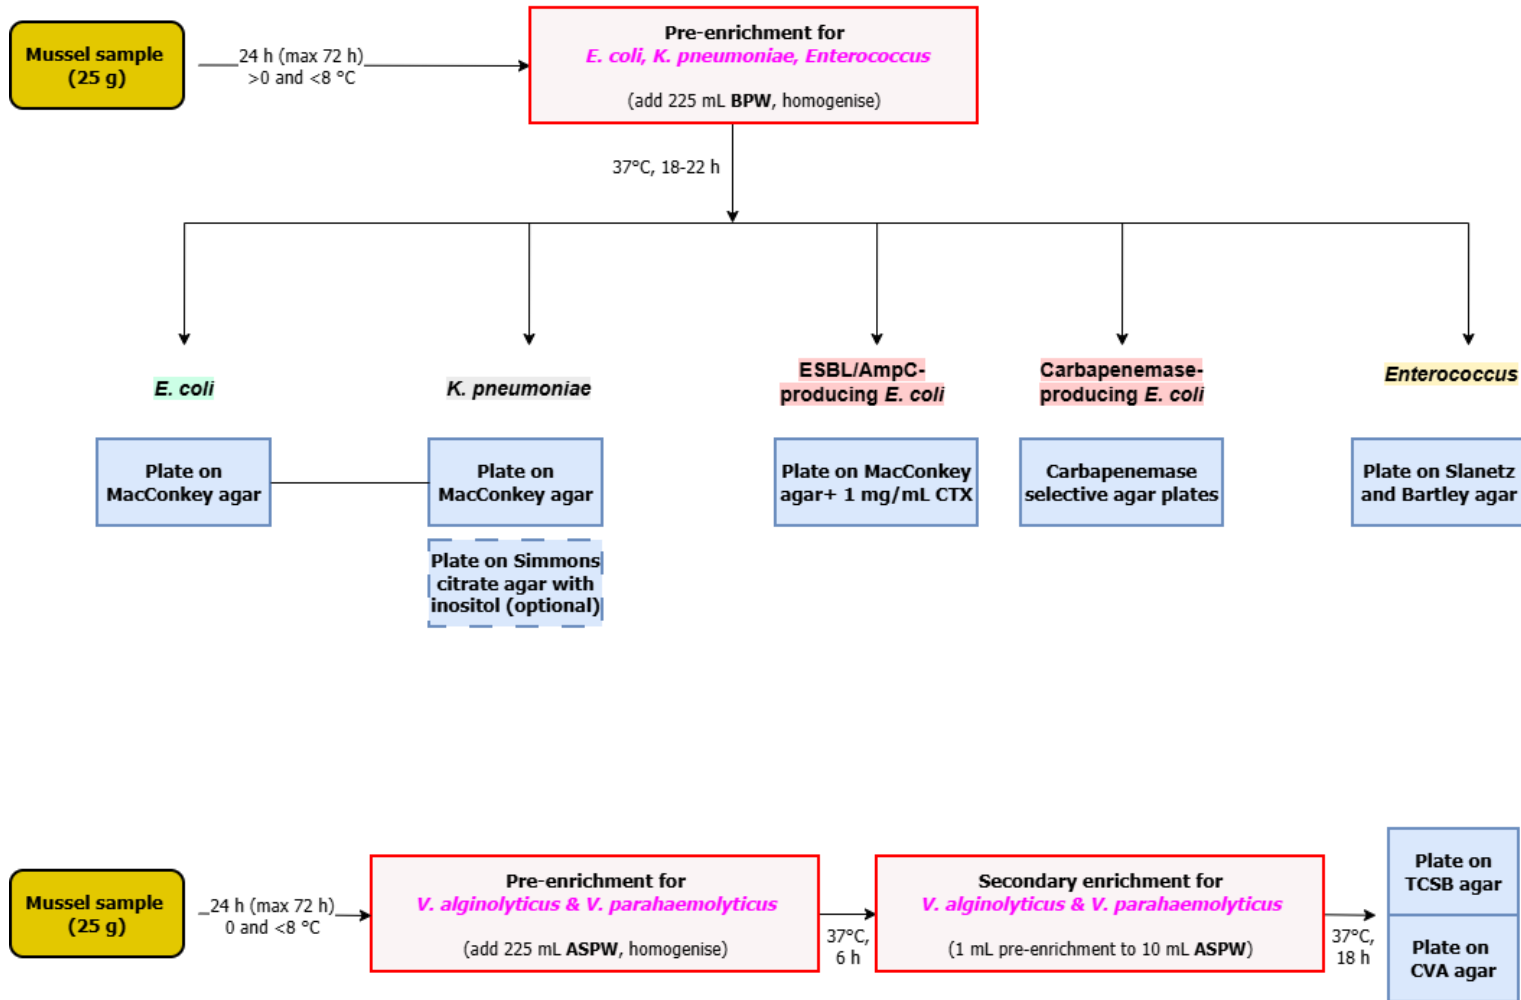 Mussel sample
(25 g)
24 h (max 72 h)
>0 and <8 °C
Pre-enrichment for
E. coli, K. pneumoniae, Enterococcus
(add 225 mL BPW, homogenise)
37°C, 18-22 h
E. coli
K. pneumoniae
ESBL/AmpC-
producing E. coli
Carbapenemase-
producing E. coli
Enterococcus
Plate on
MacConkey agar
Plate on
MacConkey agar
Plate on MacConkey
agar+ 1 mg/mL CTX
Carbapenemase
selective agar plates
Plate on Slanetz
and Bartley agar
Plate on Simmons
citrate agar with
inositol (optional)
Mussel sample
(25 g)
24 h (max 72 h)
0 and <8 °C
Pre-enrichment for
V. alginolyticus & V. parahaemolyticus
(add 225 mL ASPW, homogenise)
37°C,
6 h
Secondary enrichment for
V. alginolyticus & V. parahaemolyticus
(1 mL pre-enrichment to 10 mL ASPW)
37°C,
18 h
Plate on
TCSB agar
Plate on
CVA agar